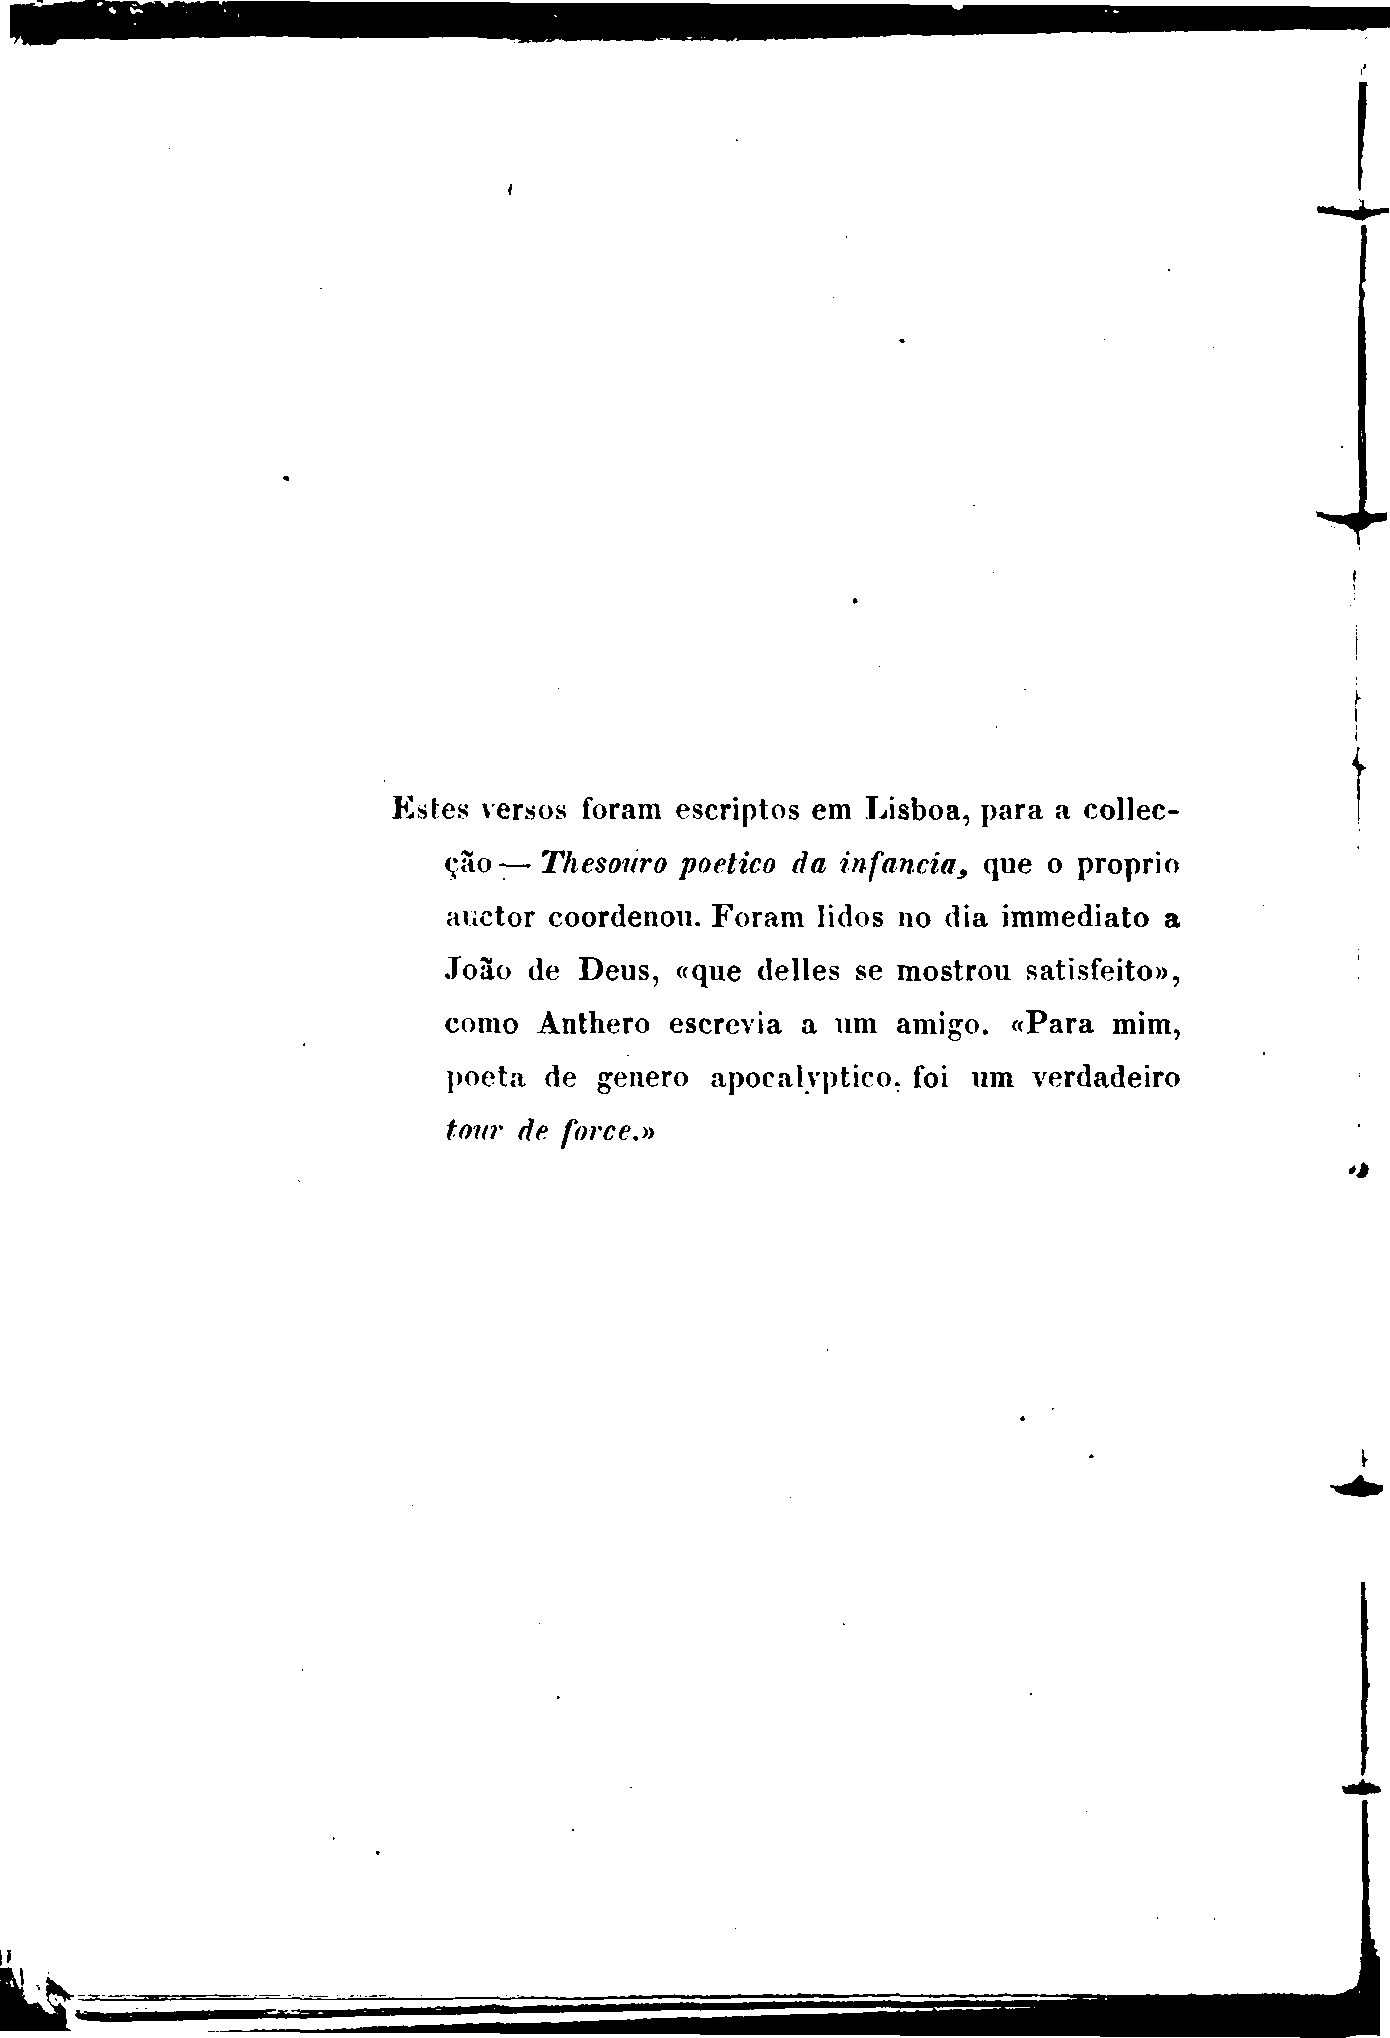 Estes versos foram escriptos em Lisboa, para a collec-
ção — Thesouro poetico da infancia, que o proprio
auctor coordenou. Foram lidos no dia immediato a
João de Deus, «que delles se mostrou satisfeito»,
como Anthero escrevia a um amigo. «Para mim,
poeta de genero apocalyptico, foi um verdadeiro
tour de force.»